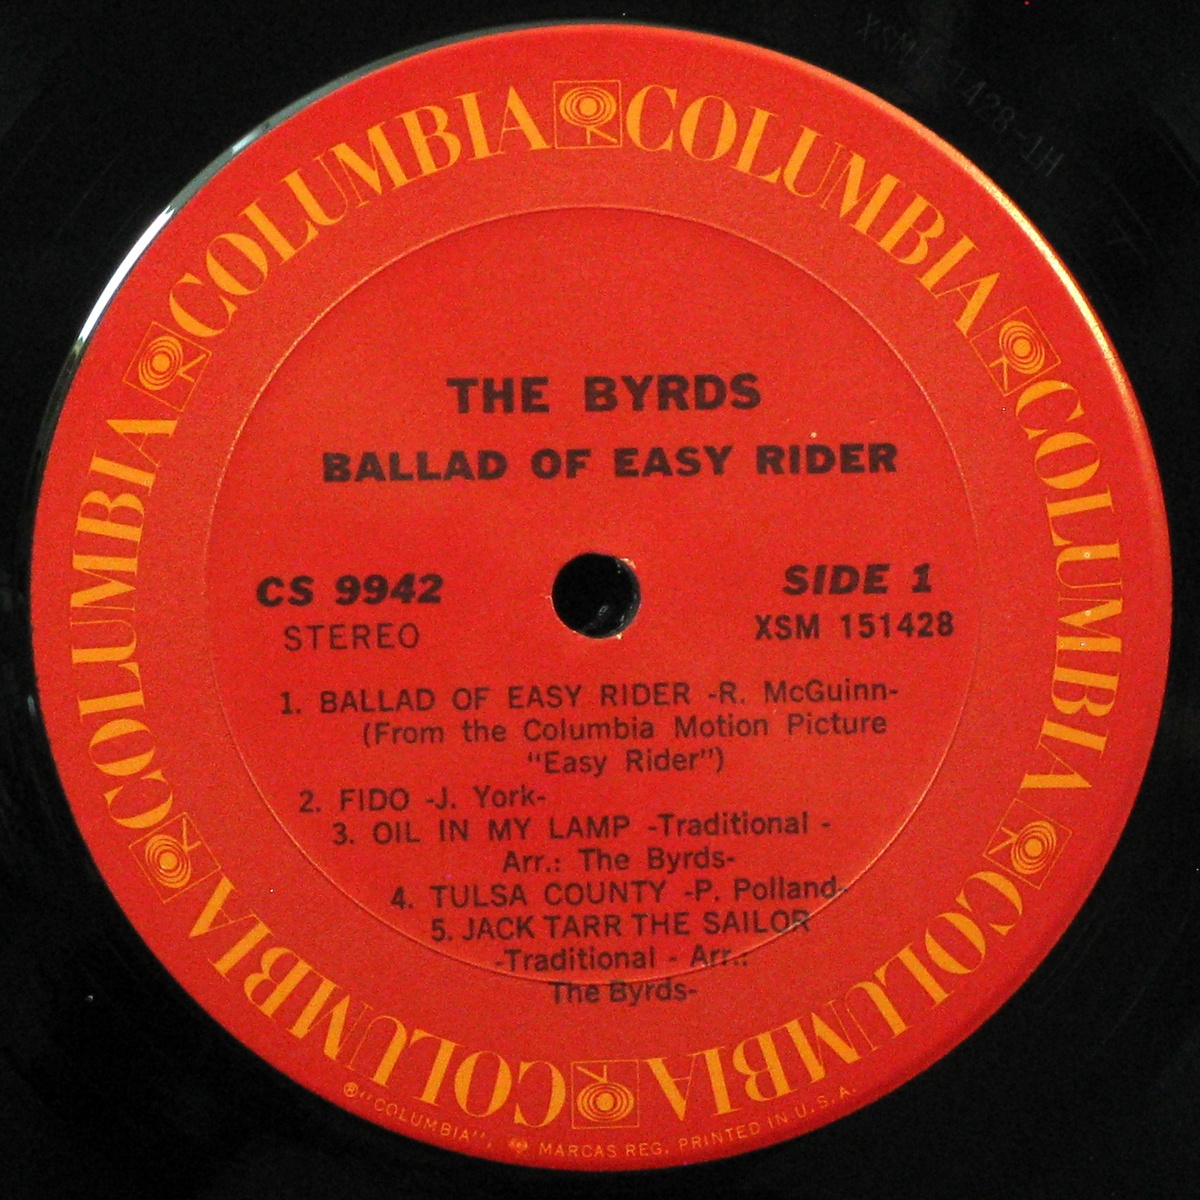 COLUMBIA COLUMBIA COLUMBIA COLUMBIA COLUMBIA COLUMBIA
THE BYRDS
BALLAD OF EASY RIDER
CS 9942
STEREO
SIDE 1
XSM 151428
1. BALLAD OF EASY RIDER -R. McGuinn-
(From the Columbia Motion Picture
"Easy Rider")
2. FIDO -J. York-
3. OIL IN MY LAMP -Traditional -
Arr.: The Byrds-
4. TULSA COUNTY -P. Polland-
5. JACK TARR THE SAILOR
-Traditional - Arr.:
The Byrds-
®"COLUMBIA", MARCAS REG. PRINTED IN U.S.A.